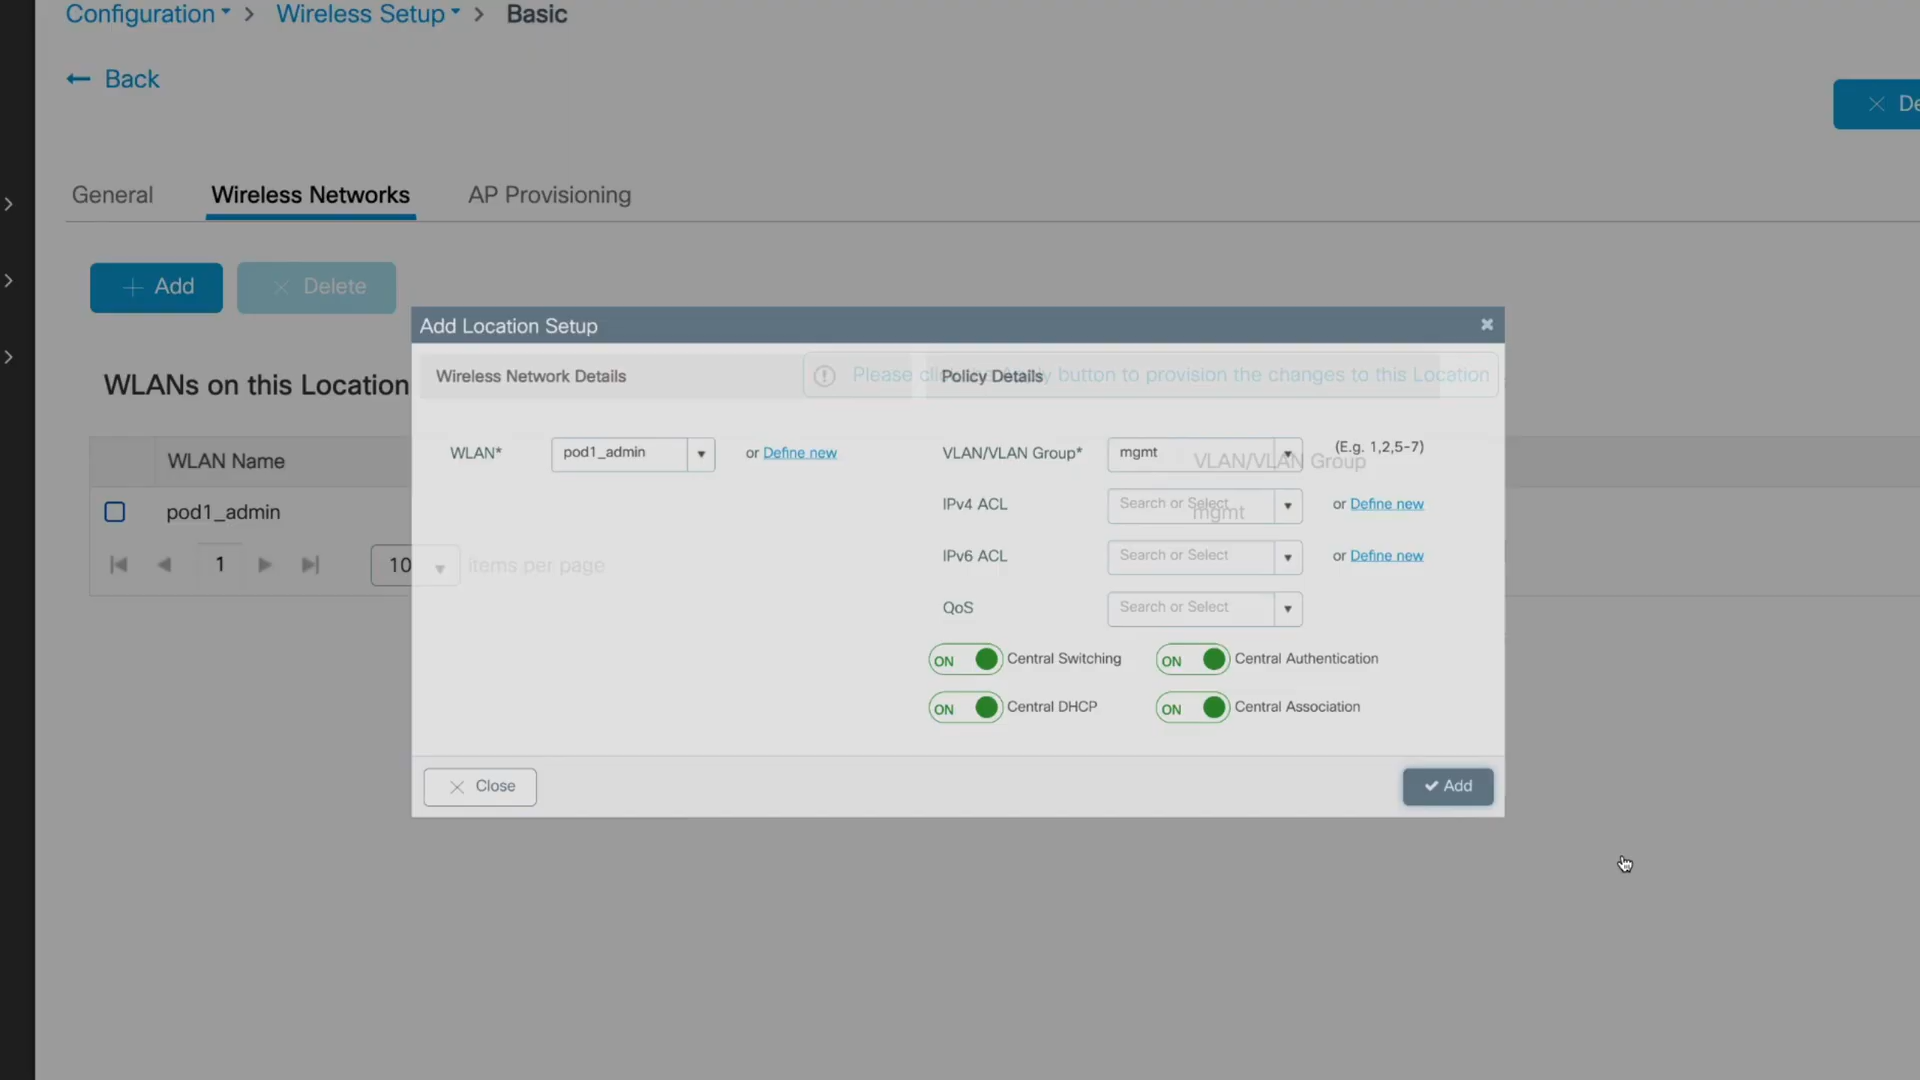 Configuration > Wireless Setup > Basic
← Back
× De
General Wireless Networks AP Provisioning
+ Add × Delete
Add Location Setup
Wireless Network Details Policy Details
Please click on Apply button to provision the changes to this Location
WLANs on this Location
WLAN* pod1_admin or Define new VLAN/VLAN Group* mgmt (E.g. 1,2,5-7)
WLAN Name VLAN/VLAN Group
IPv4 ACL Search or Select or Define new
pod1_admin mgmt
IPv6 ACL Search or Select or Define new
1 10 items per page
QoS Search or Select
ON Central Switching ON Central Authentication
ON Central DHCP ON Central Association
× Close ✔ Add